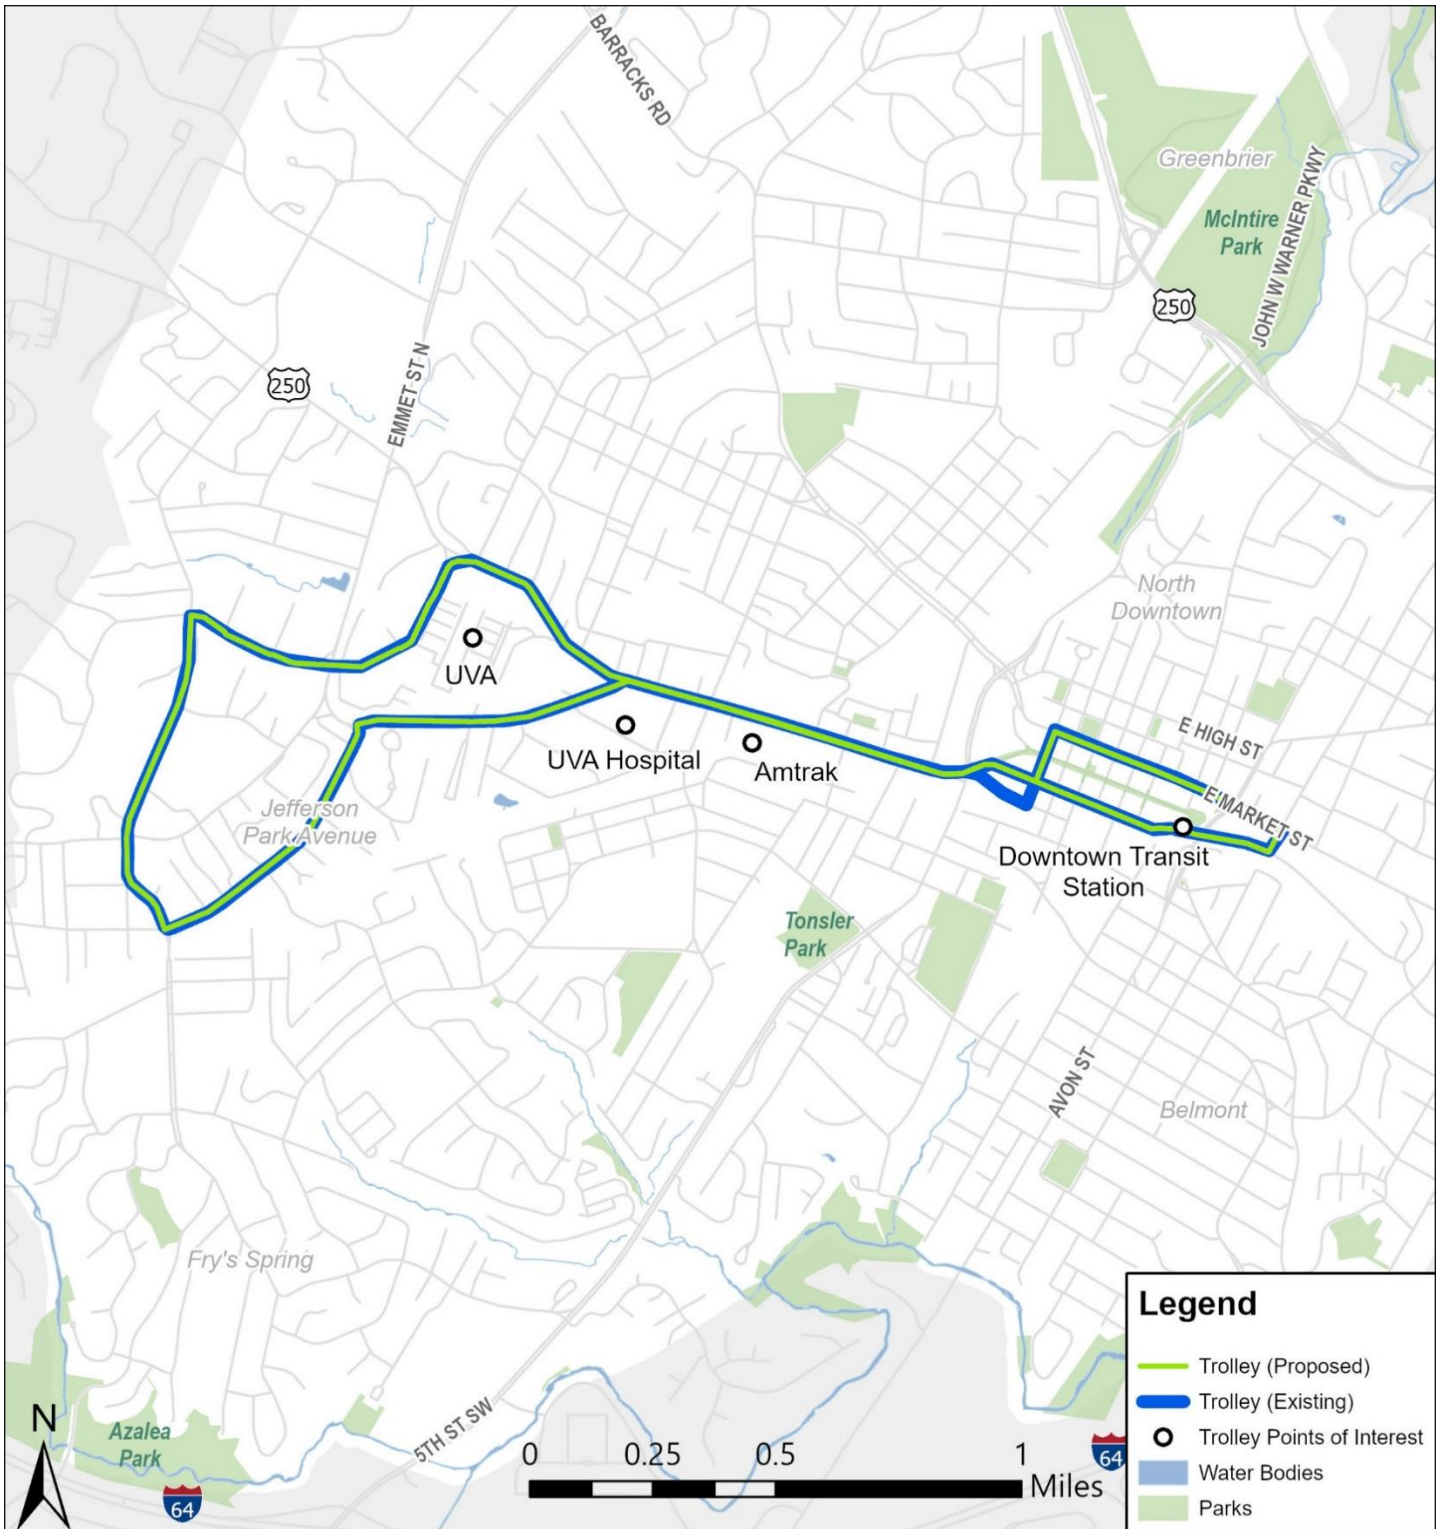 BARRACKS RD
Greenbrier
McIntire
Park
JOHN W WARNER PKWY
250
250
EMMET ST N
North
Downtown
UVA
E HIGH ST
UVA Hospital
Amtrak
E MARKET ST
Jefferson
Park Avenue
Downtown Transit
Station
Tonsler
Park
AVON ST
Belmont
Fry's Spring
Legend
Trolley (Proposed)
Trolley (Existing)
Trolley Points of Interest
Water Bodies
Parks
N
Azalea
Park
5TH ST SW
64
0 0.25 0.5 1
Miles
64